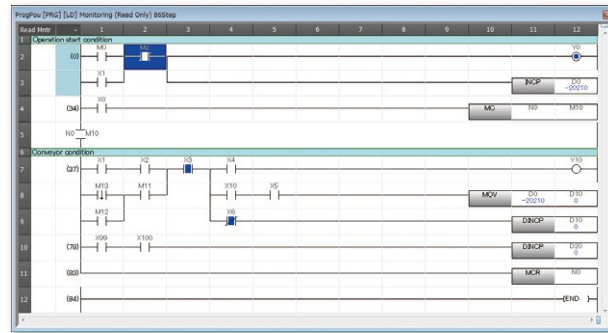 ProgPou [PRG] [LD] Monitoring (Read Only) 86Step
Read Mntr 1 2 3 4 5 6 7 8 9 10 11 12
1 Operation start condition
M0 M2 Y0
2 (0)
X1 INCP D0
3 -20210
X0
4 (34) MC N0 M10
5 N0 M10
6 Conveyor condition
X1 X2 X3 X4 Y10
7 (37)
M13 M11 X10 X5 MOV D0 D10
8 -20210 0
M12 X6 DINCP D10
9 0
X99 X100 DINCP D20
10 (79) 0
11 (83) MCR N0
12 (84) END